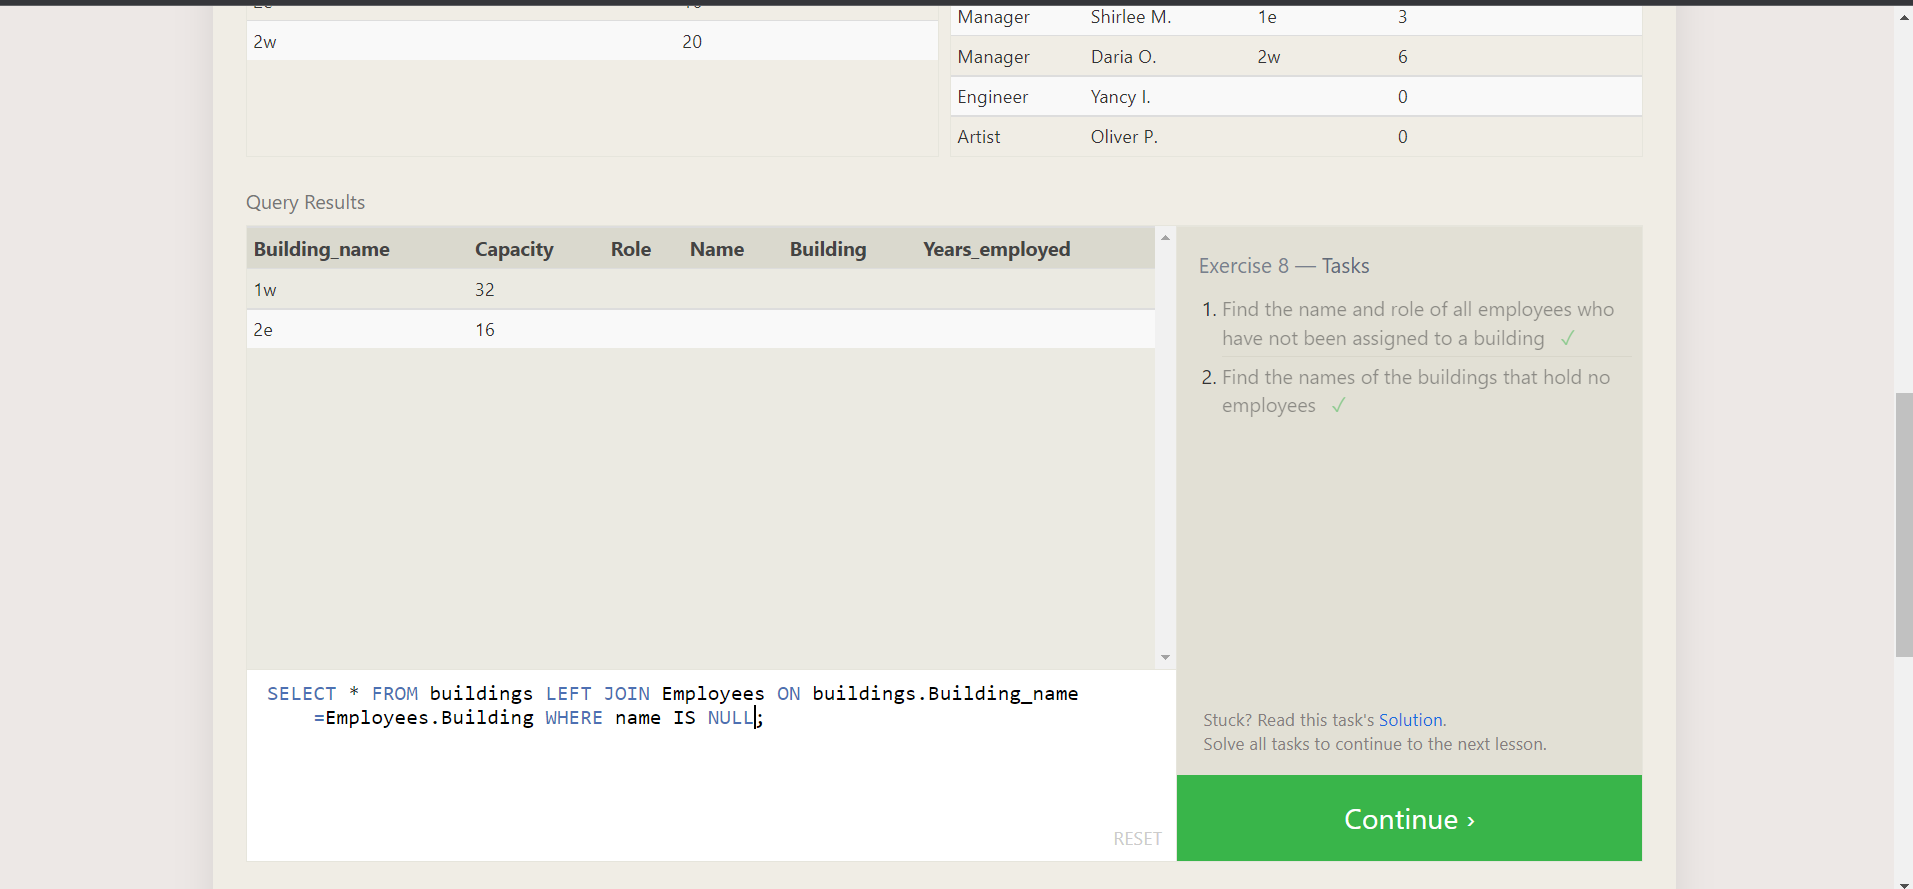 2w 20
Manager Shirlee M. 1e 3
Manager Daria O. 2w 6
Engineer Yancy I. 0
Artist Oliver P. 0
Query Results
Building_name Capacity Role Name Building Years_employed
1w 32
2e 16
Exercise 8 — Tasks
1. Find the name and role of all employees who
have not been assigned to a building ✓
2. Find the names of the buildings that hold no
employees ✓
SELECT * FROM buildings LEFT JOIN Employees ON buildings.Building_name
=Employees.Building WHERE name IS NULL;
RESET
Stuck? Read this task's Solution.
Solve all tasks to continue to the next lesson.
Continue ›